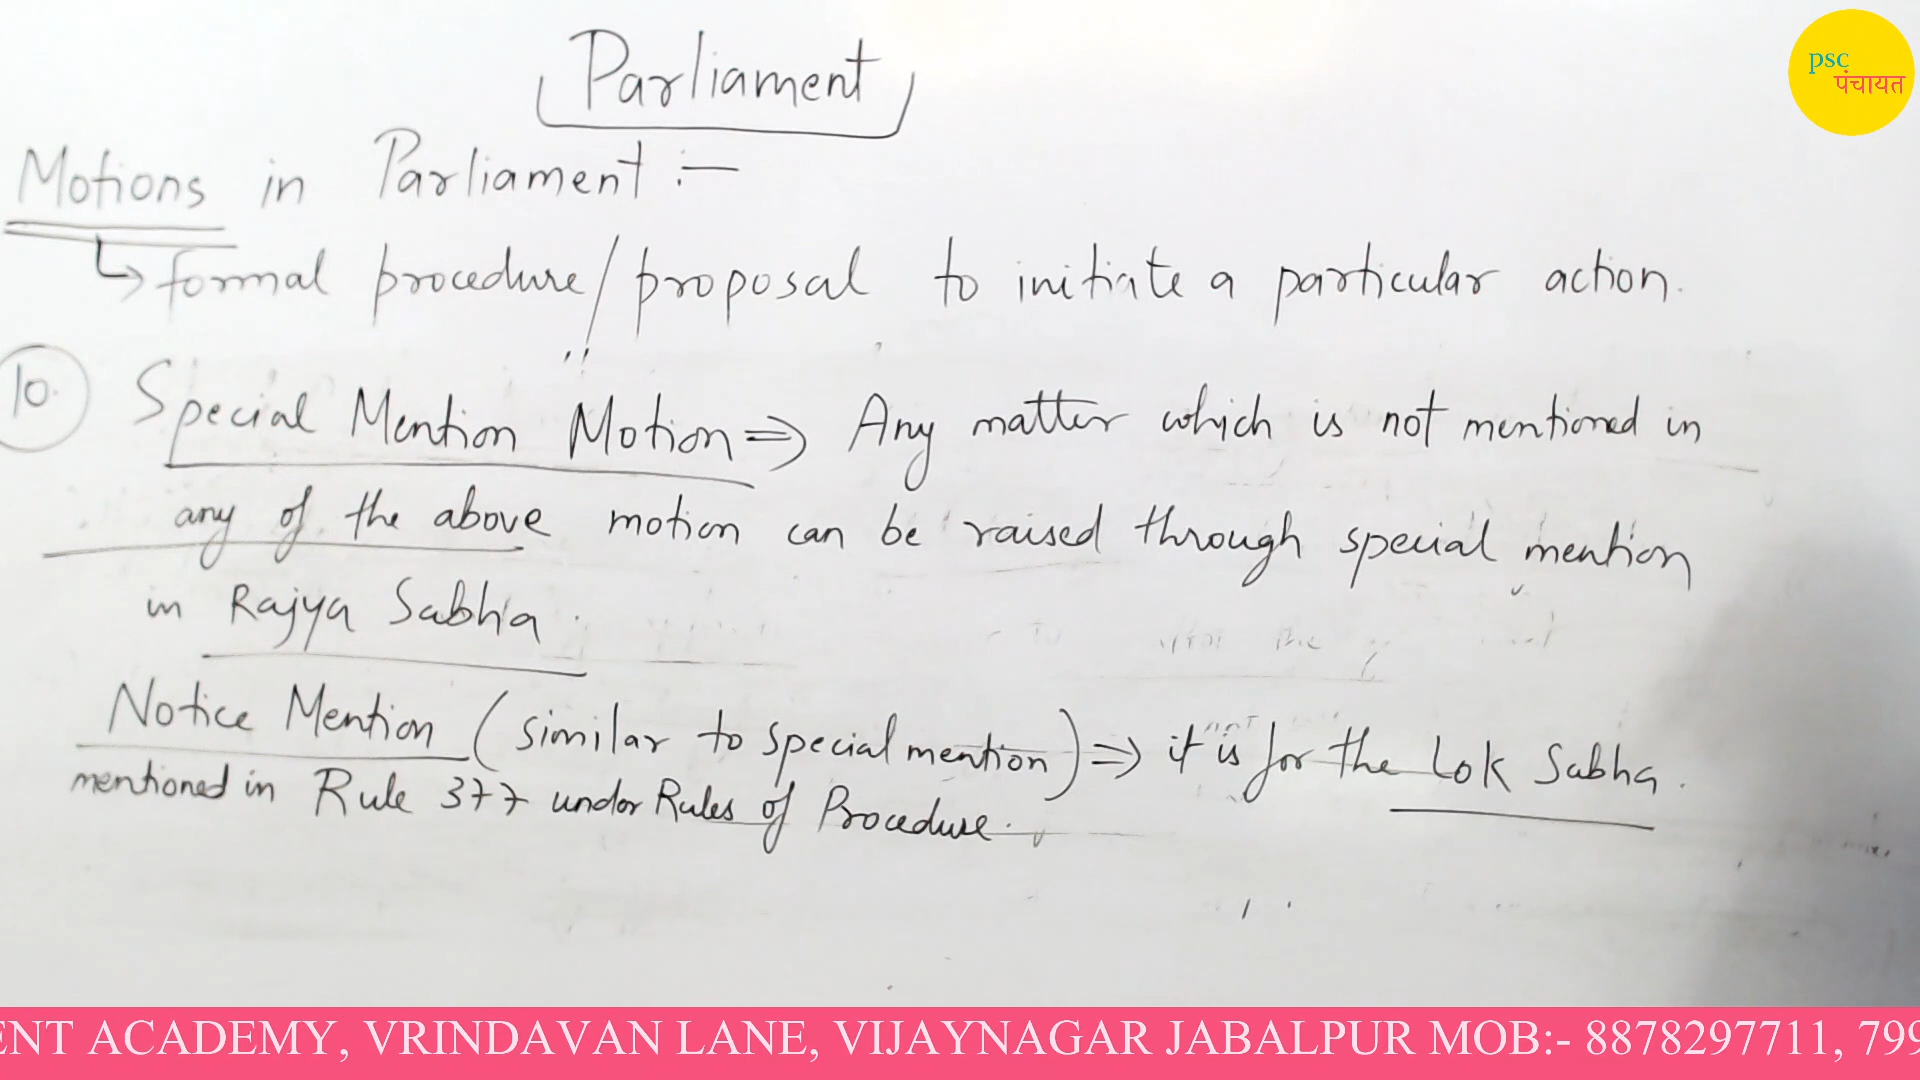 Parliament
psc
पंचायत
Motions in Parliament :-
↳ formal procedure/proposal to initiate a particular action.
10. Special Mention Motion ⇒ Any matter which is not mentioned in
any of the above motion can be raised through special mention
in Rajya Sabha.
Notice Mention (similar to special mention) ⇒ it is for the Lok Sabha.
mentioned in Rule 377 under Rules of Procedure.
ENT ACADEMY, VRINDAVAN LANE, VIJAYNAGAR JABALPUR MOB:- 8878297711, 799